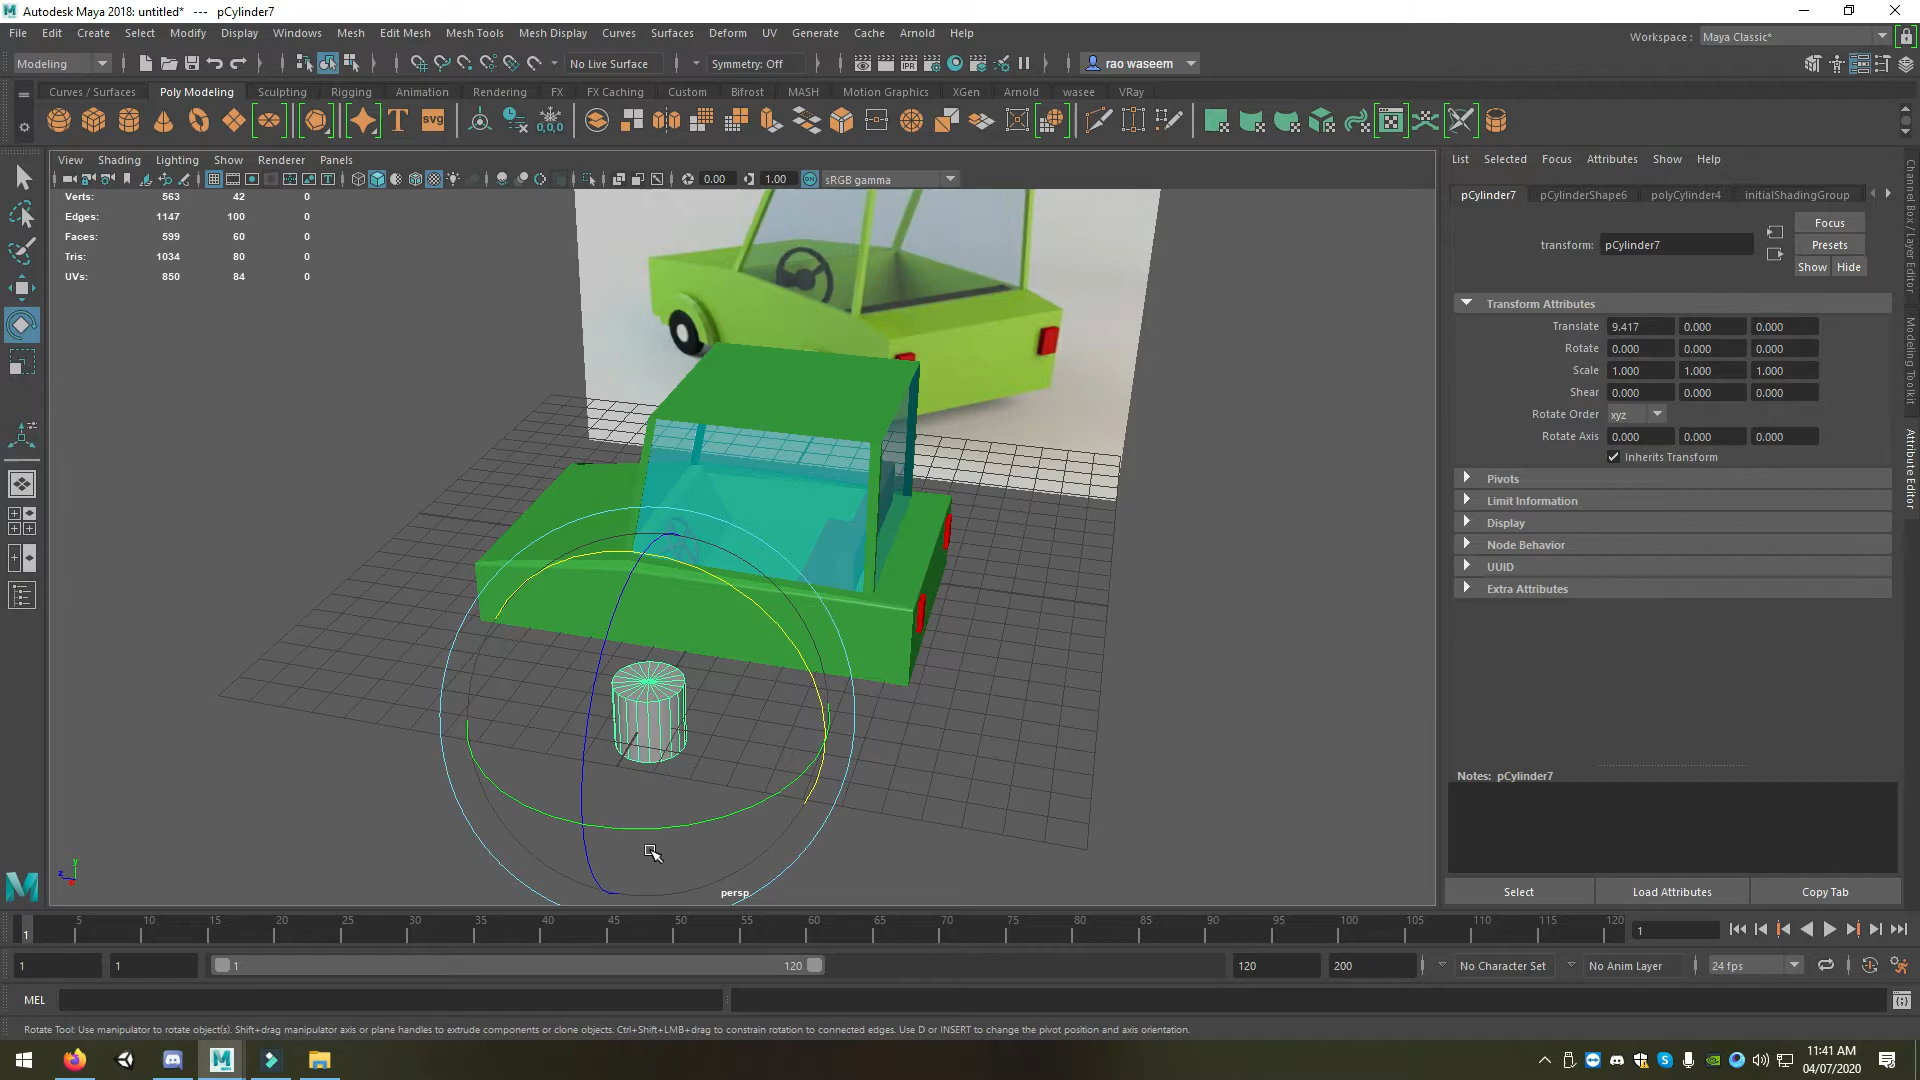 Autodesk Maya 2018: untitled*   ---   pCylinder7
File Edit Create Select Modify Display Windows Mesh Edit Mesh Mesh Tools Mesh Display Curves Surfaces Deform UV Generate Cache Arnold Help
Workspace : Maya Classic*
Modeling No Live Surface Symmetry: Off rao waseem
Curves / Surfaces Poly Modeling Sculpting Rigging Animation Rendering FX FX Caching Custom Bifrost MASH Motion Graphics XGen Arnold wasee VRay
T svg 0,0,0
View Shading Lighting Show Renderer Panels
0.00 1.00 sRGB gamma
Verts: 563 42 0
Edges: 1147 100 0
Faces: 599 60 0
Tris: 1034 80 0
UVs: 850 84 0
persp
y
z
List Selected Focus Attributes Show Help
pCylinder7 pCylinderShape6 polyCylinder4 initialShadingGroup
transform: pCylinder7
Focus
Presets
Show Hide
Transform Attributes
Translate 9.417 0.000 0.000
Rotate 0.000 0.000 0.000
Scale 1.000 1.000 1.000
Shear 0.000 0.000 0.000
Rotate Order xyz
Rotate Axis 0.000 0.000 0.000
Inherits Transform
Pivots
Limit Information
Display
Node Behavior
UUID
Extra Attributes
Notes: pCylinder7
Select Load Attributes Copy Tab
Channel Box / Layer Editor
Modeling Toolkit
Attribute Editor
1 5 10 15 20 25 30 35 40 45 50 55 60 65 70 75 80 85 90 95 100 105 110 115 120 1
1 1 1 120 120 200 No Character Set No Anim Layer 24 fps
MEL
Rotate Tool: Use manipulator to rotate object(s). Shift+drag manipulator axis or plane handles to extrude components or clone objects. Ctrl+Shift+LMB+drag to constrain rotation to connected edges. Use D or INSERT to change the pivot position and axis orientation.
11:41 AM
04/07/2020